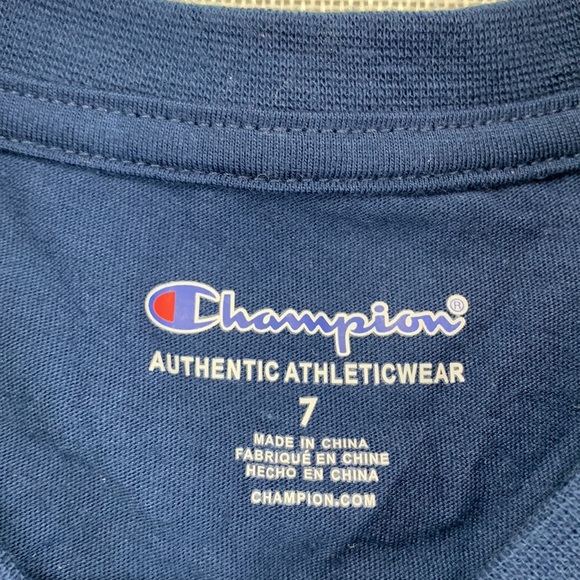 Champion®
AUTHENTIC ATHLETICWEAR
7
MADE IN CHINA
FABRIQUÉ EN CHINE
HECHO EN CHINA
CHAMPION.COM